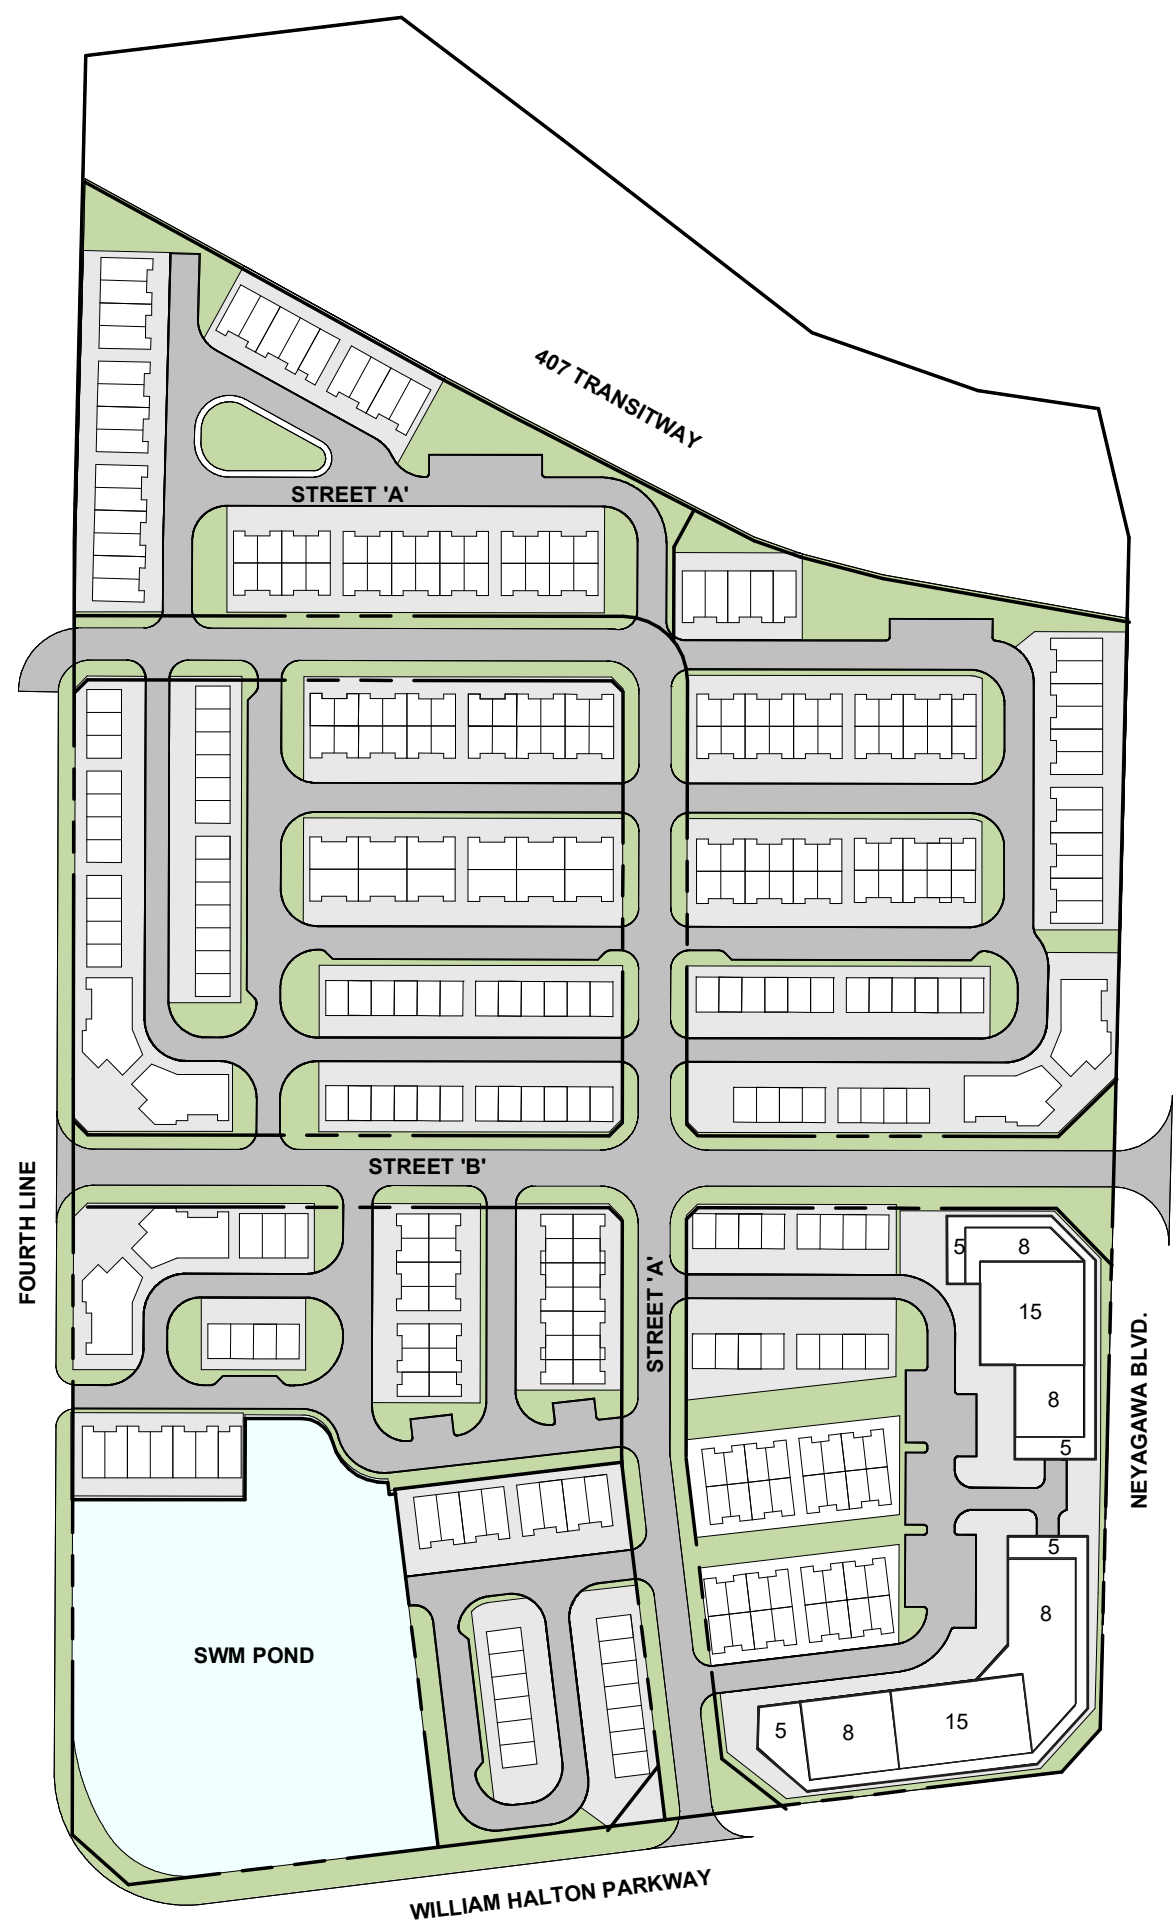 407 TRANSITWAY
STREET 'A'
STREET 'B'
FOURTH LINE
STREET 'A'
5
8
15
8
5
NEYAGAWA BLVD.
5
8
SWM POND
5
8
15
WILLIAM HALTON PARKWAY